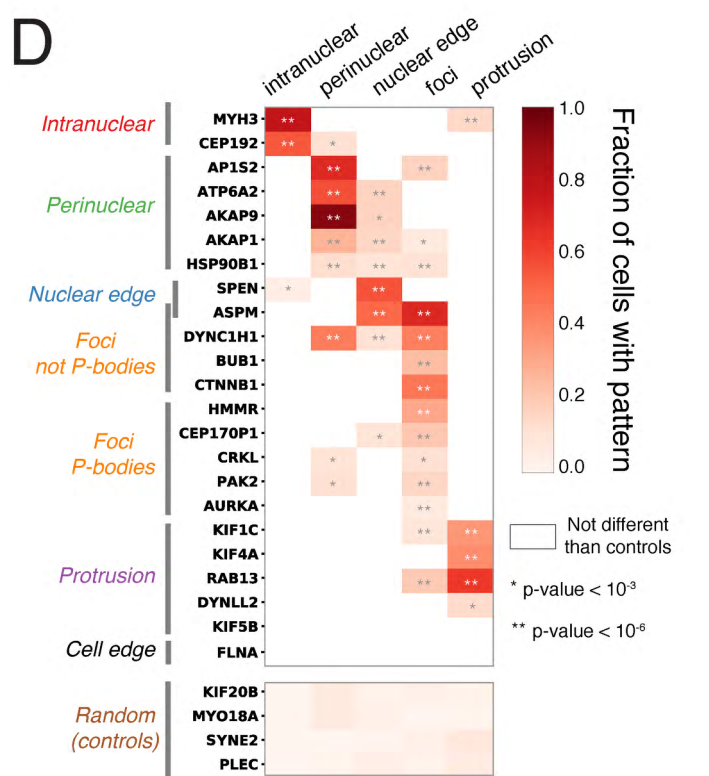 D
intranuclear
perinuclear
nuclear edge
foci
protrusion
Intranuclear
Perinuclear
Nuclear edge
Foci
not P-bodies
Foci
P-bodies
Protrusion
Cell edge
Random
(controls)
MYH3 ** **
CEP192 ** *
AP1S2 ** **
ATP6A2 ** **
AKAP9 ** *
AKAP1 ** ** *
HSP90B1 ** ** **
SPEN * **
ASPM ** **
DYNC1H1 ** ** **
BUB1 **
CTNNB1 **
HMMR **
CEP170P1 * **
CRKL * *
PAK2 * **
AURKA **
KIF1C ** **
KIF4A **
RAB13 ** **
DYNLL2 *
KIF5B
FLNA
KIF20B
MYO18A
SYNE2
PLEC
1.0
0.8
0.6
0.4
0.2
0.0
Fraction of cells with pattern
Not different
than controls
* p-value < 10⁻³
** p-value < 10⁻⁶